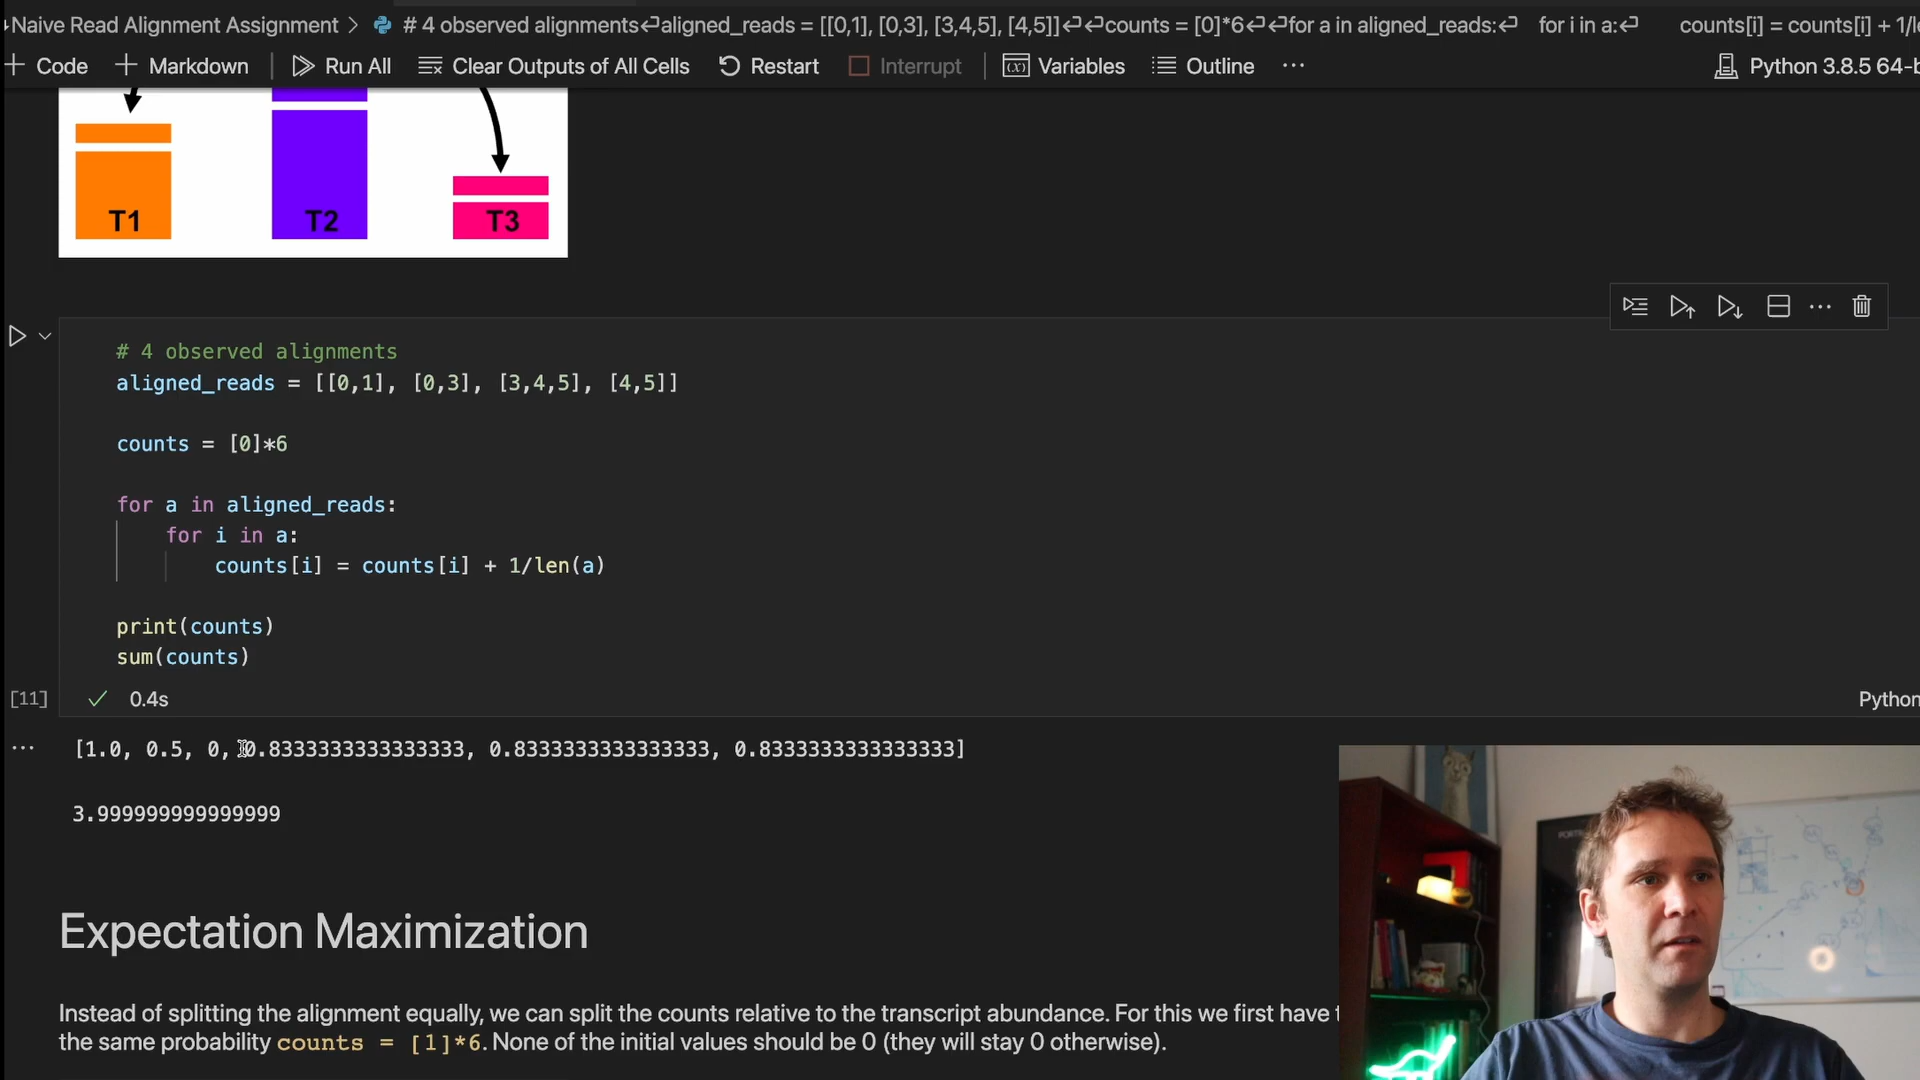 Naive Read Alignment Assignment > # 4 observed alignments↵aligned_reads = [[0,1], [0,3], [3,4,5], [4,5]]↵↵counts = [0]*6↵↵for a in aligned_reads:↵ for i in a:↵ counts[i] = counts[i] + 1/l
+ Code + Markdown Run All Clear Outputs of All Cells Restart Interrupt Variables Outline ··· Python 3.8.5 64-b
T1 T2 T3
# 4 observed alignments
aligned_reads = [[0,1], [0,3], [3,4,5], [4,5]]
counts = [0]*6
for a in aligned_reads:
for i in a:
counts[i] = counts[i] + 1/len(a)
print(counts)
sum(counts)
[11] ✓ 0.4s Python
··· [1.0, 0.5, 0, 0.8333333333333333, 0.8333333333333333, 0.8333333333333333]
3.999999999999999
Expectation Maximization
Instead of splitting the alignment equally, we can split the counts relative to the transcript abundance. For this we first have
the same probability counts = [1]*6. None of the initial values should be 0 (they will stay 0 otherwise).